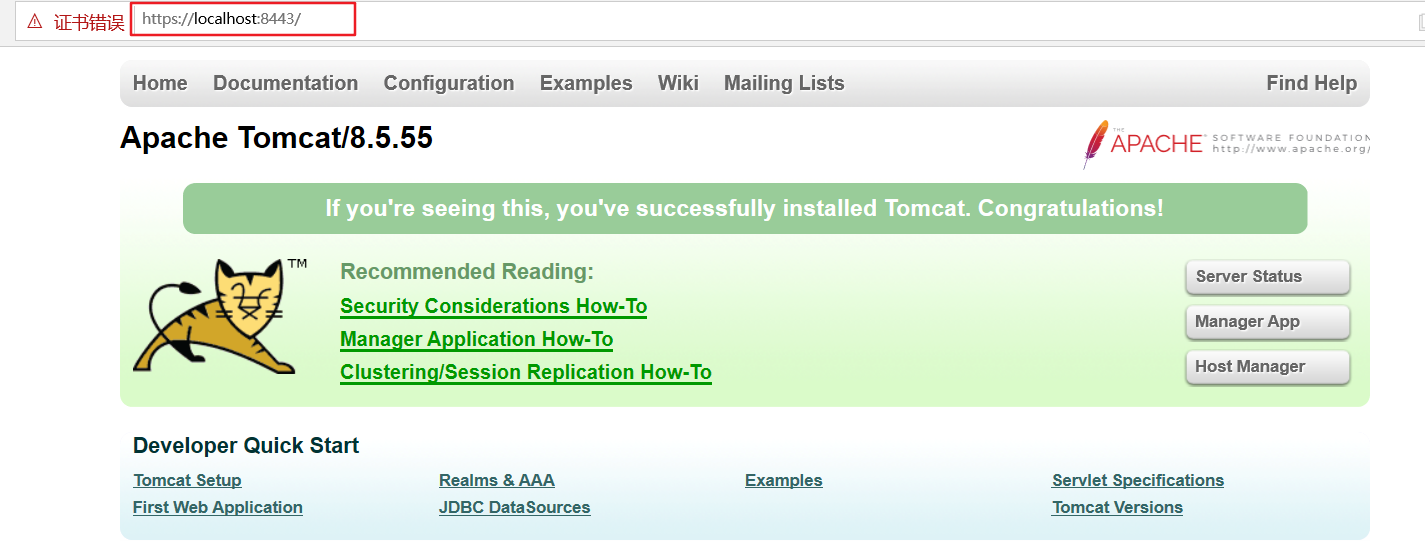 证书错误 https://localhost:8443/
Home Documentation Configuration Examples Wiki Mailing Lists Find Help
Apache Tomcat/8.5.55
THE
APACHE® SOFTWARE FOUNDATION
http://www.apache.org/
If you're seeing this, you've successfully installed Tomcat. Congratulations!
TM
Recommended Reading:
Security Considerations How-To
Manager Application How-To
Clustering/Session Replication How-To
Server Status
Manager App
Host Manager
Developer Quick Start
Tomcat Setup Realms & AAA Examples Servlet Specifications
First Web Application JDBC DataSources Tomcat Versions